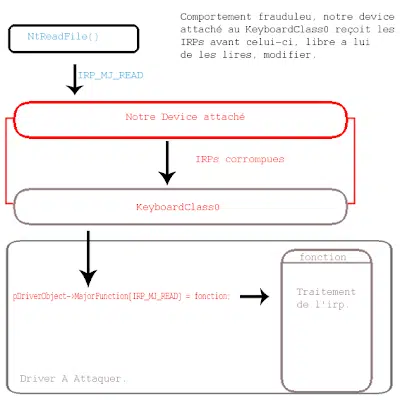 Comportement frauduleu, notre device
attaché au KeyboardClass0 reçoit les
IRPs avant celui-ci, libre a lui
de les lires, modifier.
NtReadFile[]
IRP_MJ_READ
Notre Device attaché
IRPs corrompues
KeyboardClass0
fonction
pDriverObject->MajorFunction[IRP_MJ_READ] = fonction;
Traitement
de l'irp.
Driver A Attaquer.